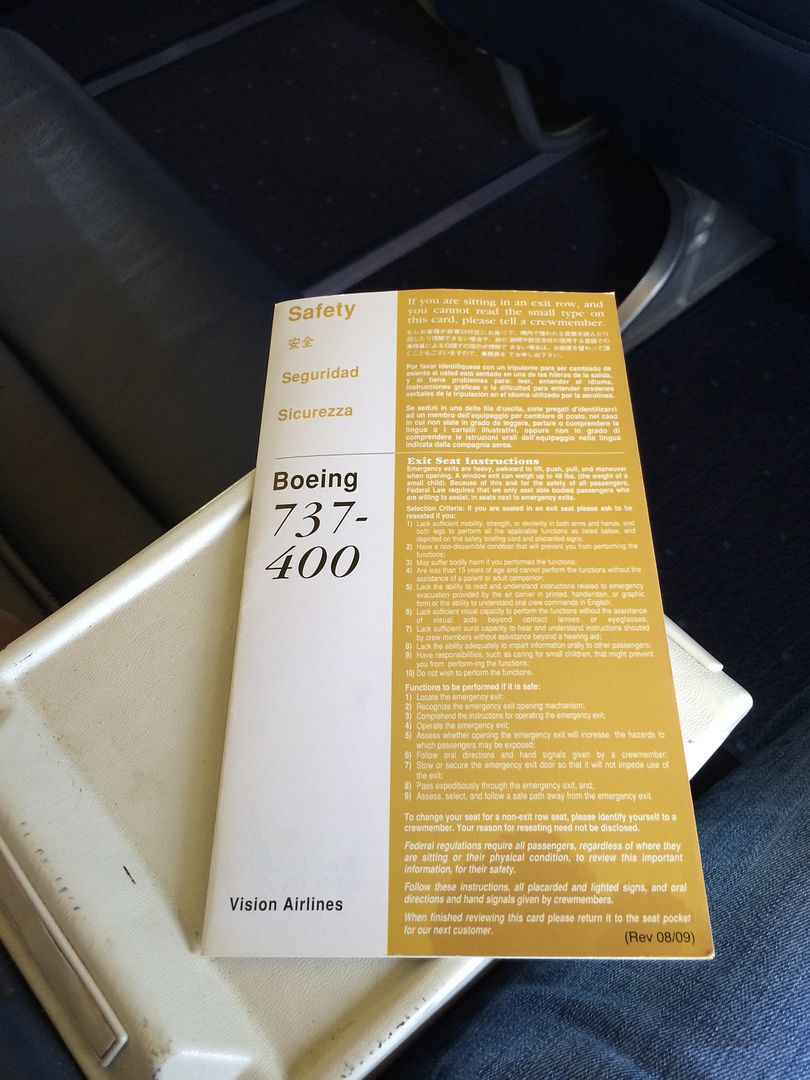 Safety
安全
Seguridad
Sicurezza
Boeing
737-
400
Vision Airlines
If you are sitting in an exit row, and
you cannot read the small type on
this card, please tell a crewmember.
Por favor identifiquese con un tripulante para ser cambiado de
asiento si usted está sentado en una de las hileras de la salida,
y si tiene problemas para: leer, entender el idioma,
instrucciones gráficas o la dificultad para entender oredenes
verbales de la tripulación en el idioma utilizado por la aerolinea.
Se seduti in una delle file d'uscita, siete pregati d'identificarvi
ad un membro dell'equipaggio per cambiare di posto, nel caso
in cui non siate in grado de leggere, parlare o comprendere la
lingua o i cartelli illustrativi, oppure non in grado di
comprendere le istruzioni orali dell'equipaggio nella lingua
indicata dalla compagnia aerea.
Exit Seat Instructions
Emergency exits are heavy, awkward to lift, push, pull, and maneuver
when opening. A window exit can weigh up to 48 lbs. (the weight of a
small child). Because of this and for the safety of all passengers,
Federal Law requires that we only seat able bodied passengers who
are willing to assist, in seats next to emergency exits.
Selection Criteria: If you are seated in an exit seat please ask to be
reseated if you:
1) Lack sufficient mobility, strength, or dexterity in both arms and hands, and
both legs to perform all the applicable functions as listed below, and
depicted on this safety briefing card and placarded signs;
2) Have a non-discernible condition that will prevent you from performing the
functions;
3) May suffer bodily harm if you performed the functions;
4) Are less than 15 years of age and cannot perform the functions without the
assistance of a parent or adult companion;
5) Lack the ability to read and understand instructions related to emergency
evacuation provided by the air carrier in printed, handwritten, or graphic
form or the ability to understand oral crew commands in English;
6) Lack sufficient visual capacity to perform the functions without the assistance
of visual aids beyond contact lenses or eyeglasses;
7) Lack sufficient aural capacity to hear and understand instructions shouted
by crew members without assistance beyond a hearing aid;
8) Lack the ability adequately to impart information orally to other passengers;
9) Have responsibilities, such as caring for small children, that might prevent
you from perform-ing the functions;
10) Do not wish to perform the functions.
Functions to be performed if it is safe:
1) Locate the emergency exit;
2) Recognize the emergency exit opening mechanism;
3) Comprehend the instructions for operating the emergency exit;
4) Operate the emergency exit;
5) Assess whether opening the emergency exit will increase the hazards to
which passengers may be exposed;
6) Follow oral directions and hand signals given by a crewmember;
7) Stow or secure the emergency exit door so that it will not impede use of
the exit;
8) Pass expeditiously through the emergency exit, and;
9) Assess, select, and follow a safe path away from the emergency exit.
To change your seat for a non-exit row seat, please identify yourself to a
crewmember. Your reason for reseating need not be disclosed.
Federal regulations require all passengers, regardless of where they
are sitting or their physical condition, to review this important
information, for their safety.
Follow these instructions, all placarded and lighted signs, and oral
directions and hand signals given by crewmembers.
When finished reviewing this card please return it to the seat pocket
for our next customer.
(Rev 08/09)